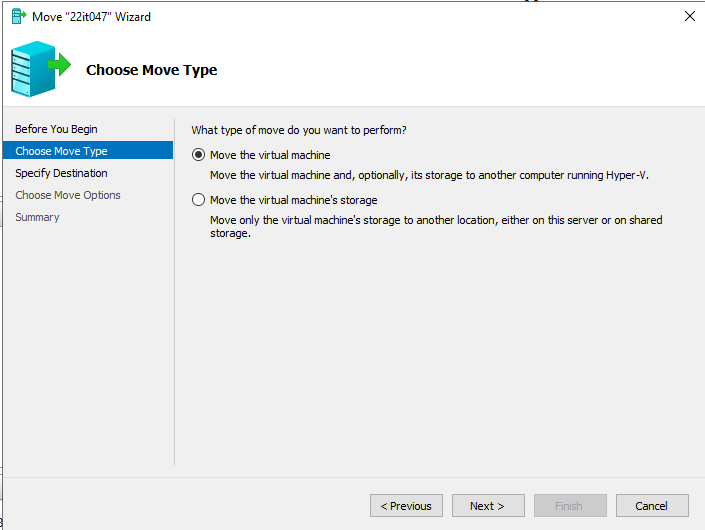 Move "22it047" Wizard
Choose Move Type
Before You Begin
Choose Move Type
Specify Destination
Choose Move Options
Summary
What type of move do you want to perform?
Move the virtual machine
Move the virtual machine and, optionally, its storage to another computer running Hyper-V.
Move the virtual machine's storage
Move only the virtual machine's storage to another location, either on this server or on shared
storage.
< Previous
Next >
Finish
Cancel